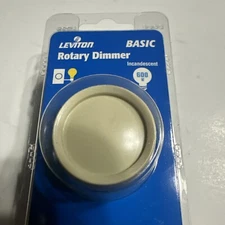 LEVITON
BASIC
Rotary Dimmer
Incandescent
600
W